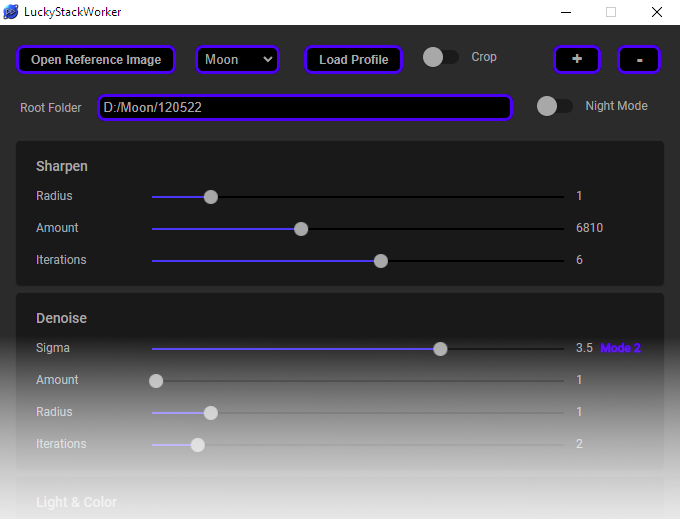 LuckyStackWorker
Open Reference Image Moon Load Profile Crop + -
Root Folder D:/Moon/120522 Night Mode
Sharpen
Radius 1
Amount 6810
Iterations 6
Denoise
Sigma 3.5 Mode 2
Amount 1
Radius 1
Iterations 2
Light & Color